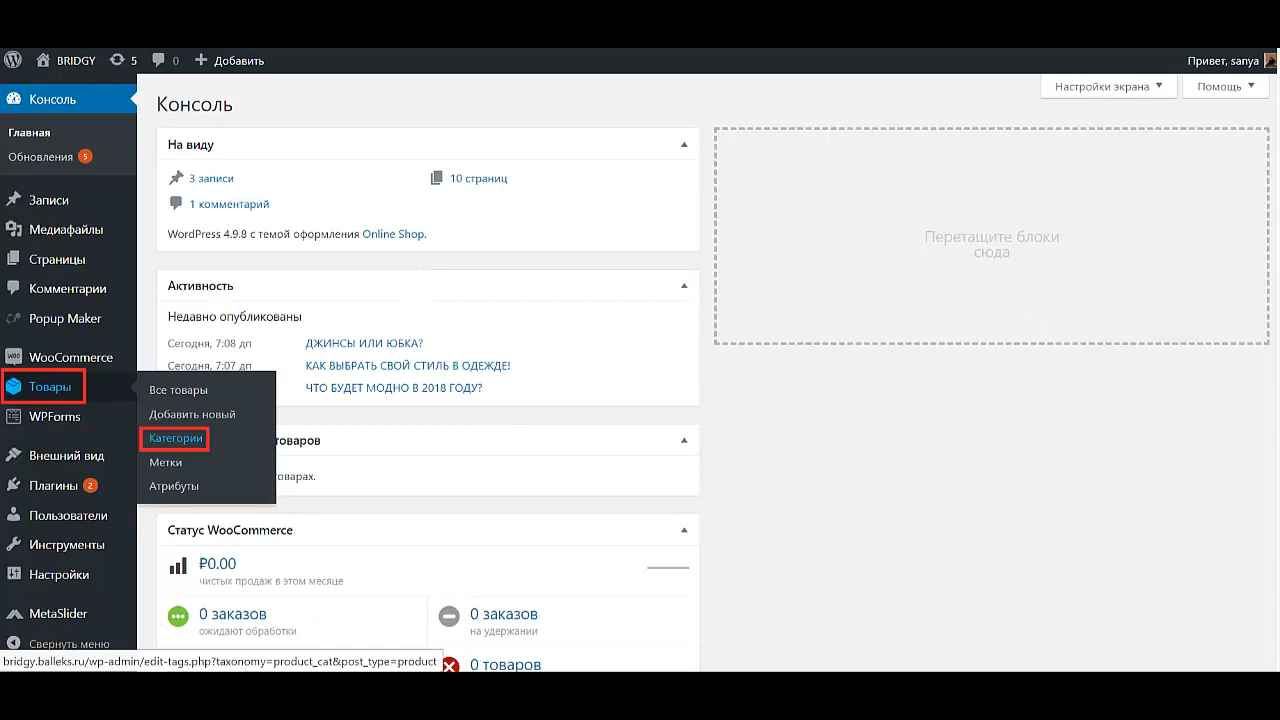 BRIDGY 5 0 Добавить Привет, sanya
Консоль
Главная
Обновления 5
Записи
Медиафайлы
Страницы
Комментарии
Popup Maker
WooCommerce
Товары
WPForms
Внешний вид
Плагины 2
Пользователи
Инструменты
Настройки
MetaSlider
Свернуть меню
Все товары
Добавить новый
Категории
Метки
Атрибуты
Настройки экрана Помощь
Консоль
На виду
3 записи 10 страниц
1 комментарий
WordPress 4.9.8 с темой оформления Online Shop.
Активность
Недавно опубликованы
Сегодня, 7:08 дп ДЖИНСЫ ИЛИ ЮБКА?
Сегодня, 7:07 дп КАК ВЫБРАТЬ СВОЙ СТИЛЬ В ОДЕЖДЕ!
ЧТО БУДЕТ МОДНО В 2018 ГОДУ?
товаров
оварах.
Статус WooCommerce
₽0.00
чистых продаж в этом месяце
0 заказов 0 заказов
ожидают обработки на удержании
0 товаров
Перетащите блоки
сюда
bridgy.balleks.ru/wp-admin/edit-tags.php?taxonomy=product_cat&post_type=product